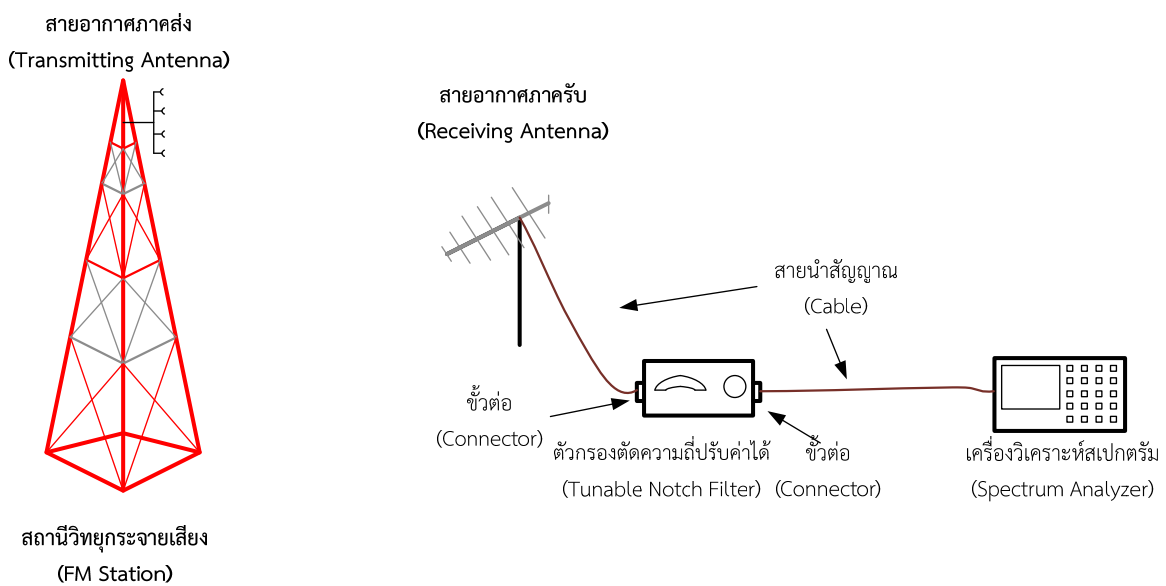 สายอากาศภาคส่ง
(Transmitting Antenna)
สายอากาศภาครับ
(Receiving Antenna)
สายนำสัญญาณ
(Cable)
ขั้วต่อ
(Connector)
ตัวกรองตัดความถี่ปรับค่าได้
(Tunable Notch Filter)
ขั้วต่อ
(Connector)
เครื่องวิเคราะห์สเปกตรัม
(Spectrum Analyzer)
สถานีวิทยุกระจายเสียง
(FM Station)